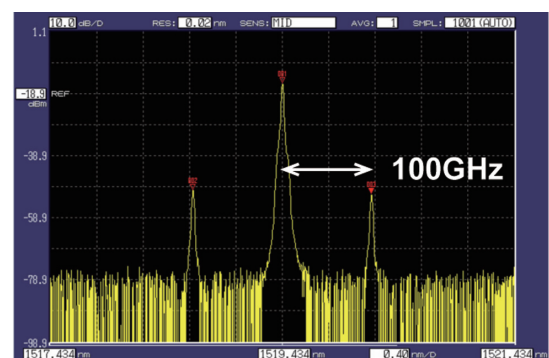 10.0 dB/D RES: 0.02 nm SENS: MID AVG: 1 SMPL: 1001 (AUTO)
1.1
-18.9 REF
dBm
-38.9
100GHz
-58.9
-78.9
-98.9
1517.434 nm 1519.434 nm 0.40 nm/D 1521.434 nm